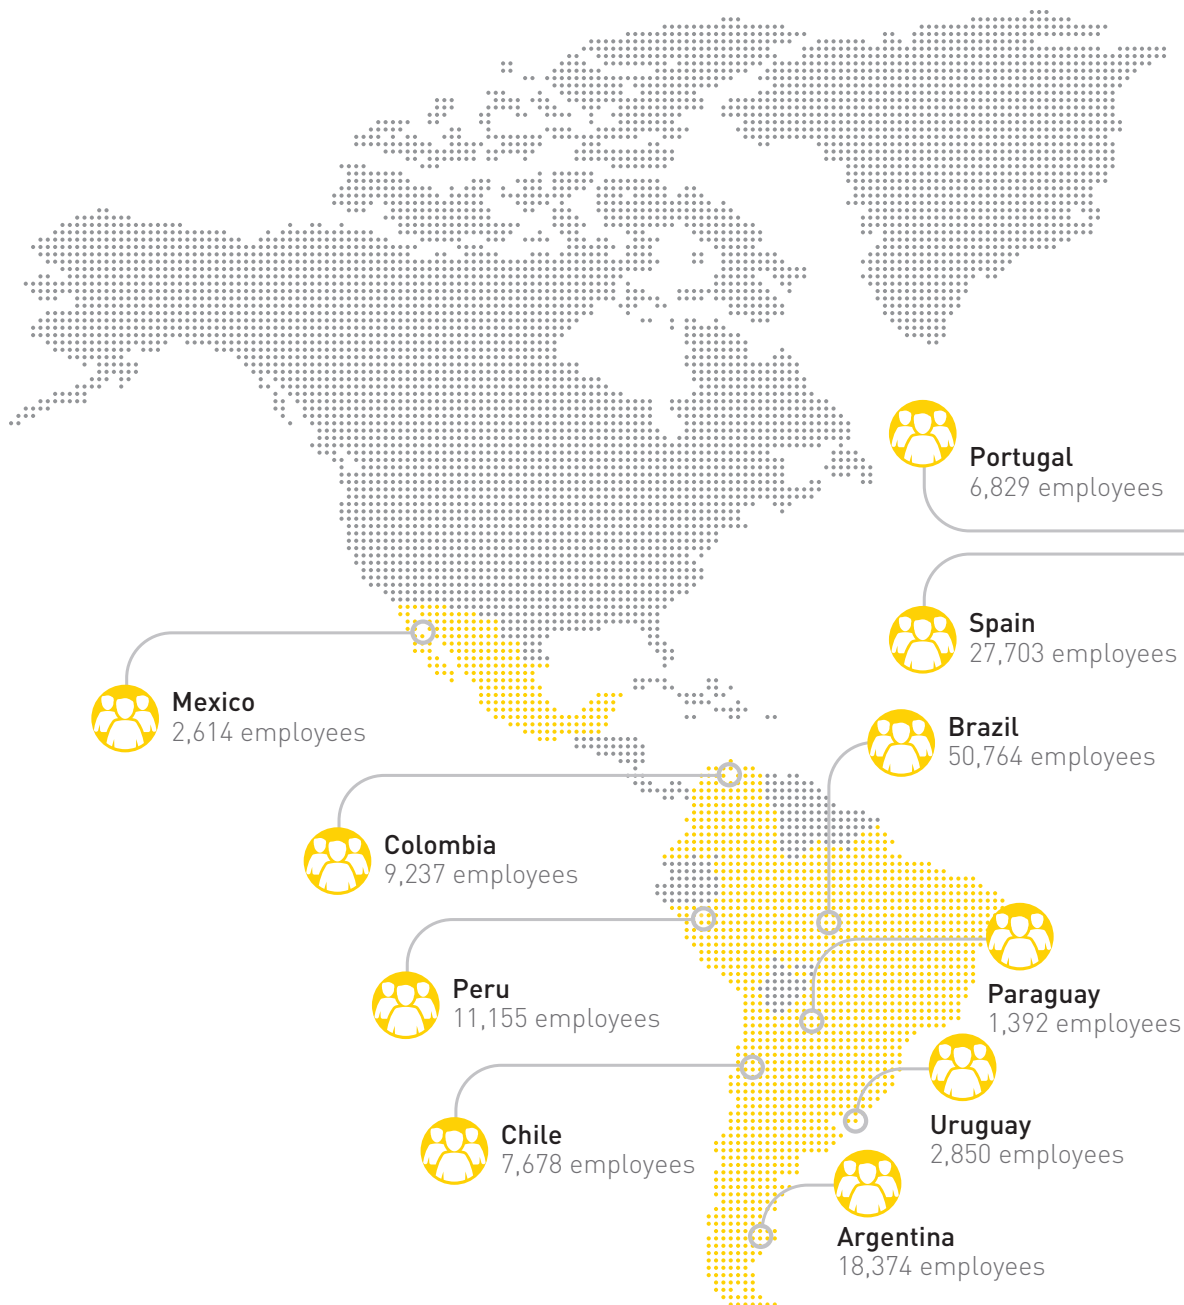 Portugal
6,829 employees
Spain
27,703 employees
Mexico
2,614 employees
Brazil
50,764 employees
Colombia
9,237 employees
Peru
11,155 employees
Paraguay
1,392 employees
Chile
7,678 employees
Uruguay
2,850 employees
Argentina
18,374 employees